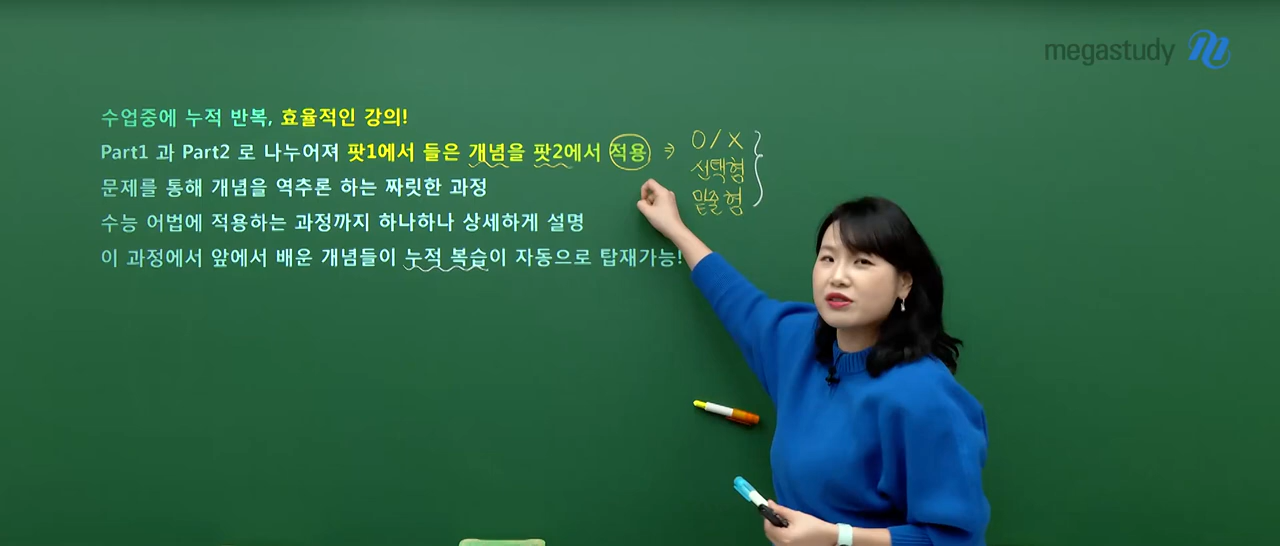 megastudy
수업중에 누적 반복, 효율적인 강의!
Part1 과 Part2 로 나누어져 팟1에서 들은 개념을 팟2에서 적용 → O / X
선택형
밑줄형
문제를 통해 개념을 역추론 하는 짜릿한 과정
수능 어법에 적용하는 과정까지 하나하나 상세하게 설명
이 과정에서 앞에서 배운 개념들이 누적 복습이 자동으로 탑재가능!